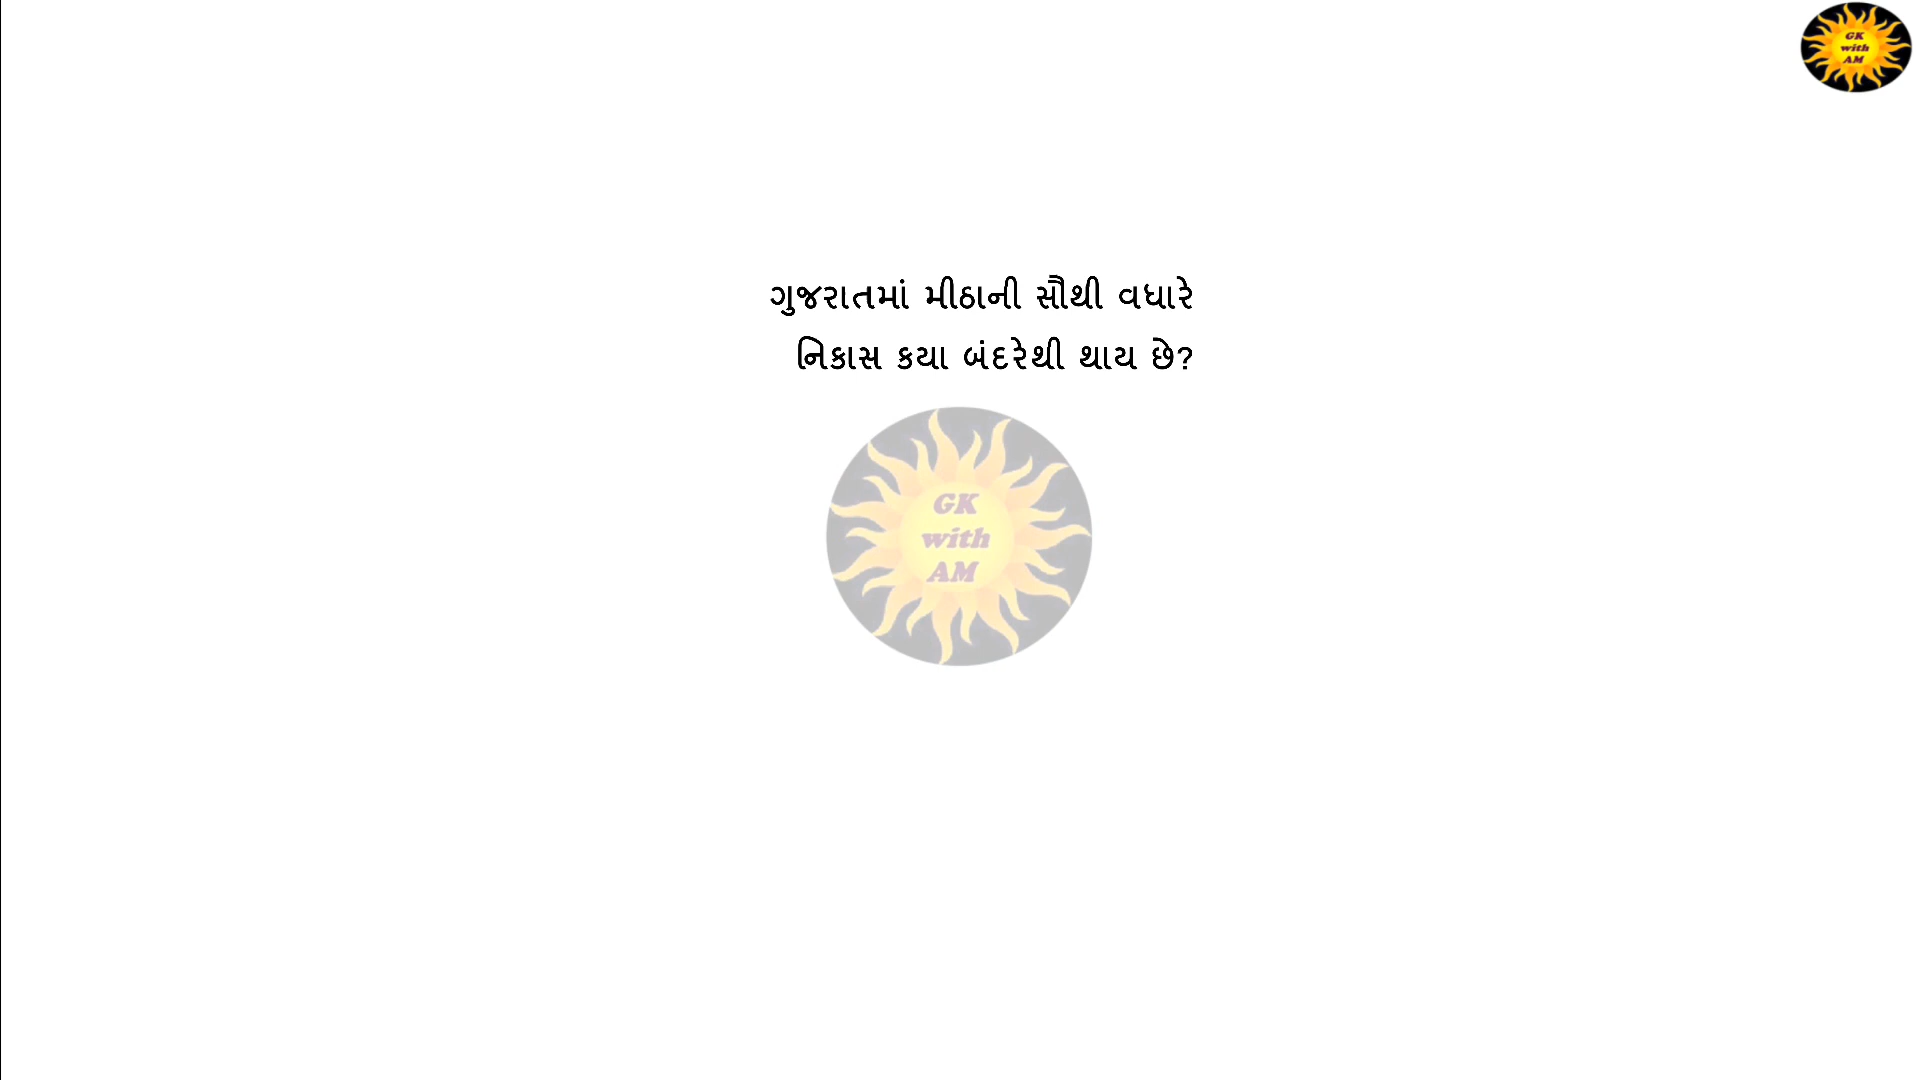 GK
with
AM
ગુજરાતમાં મીઠાની સૌથી વધારે
નિકાસ કયા બંદરેથી થાય છે?
GK
with
AM